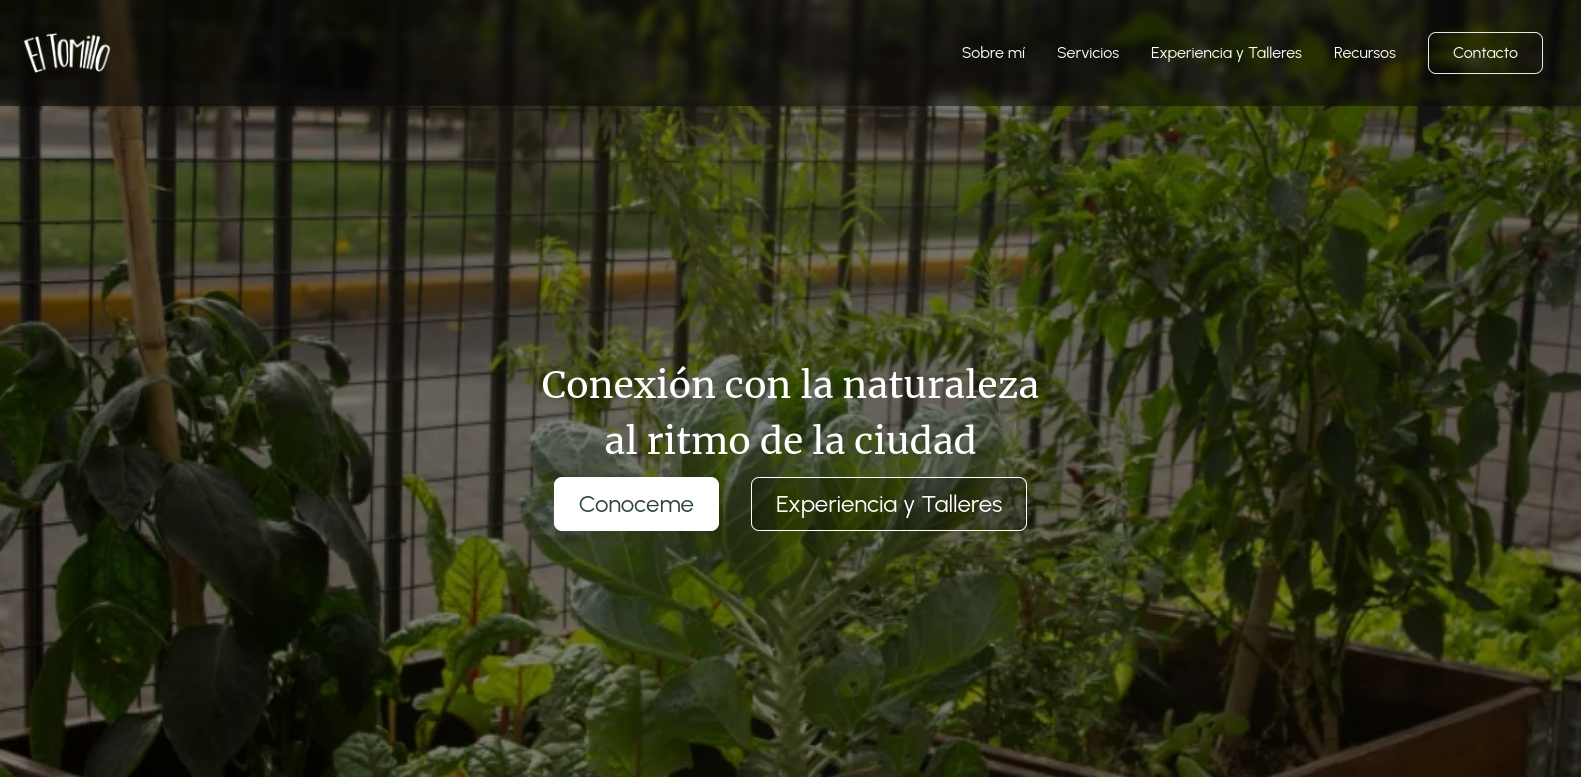 El Tomillo
Sobre mí
Servicios
Experiencia y Talleres
Recursos
Contacto
Conexión con la naturaleza
al ritmo de la ciudad
Conoceme
Experiencia y Talleres